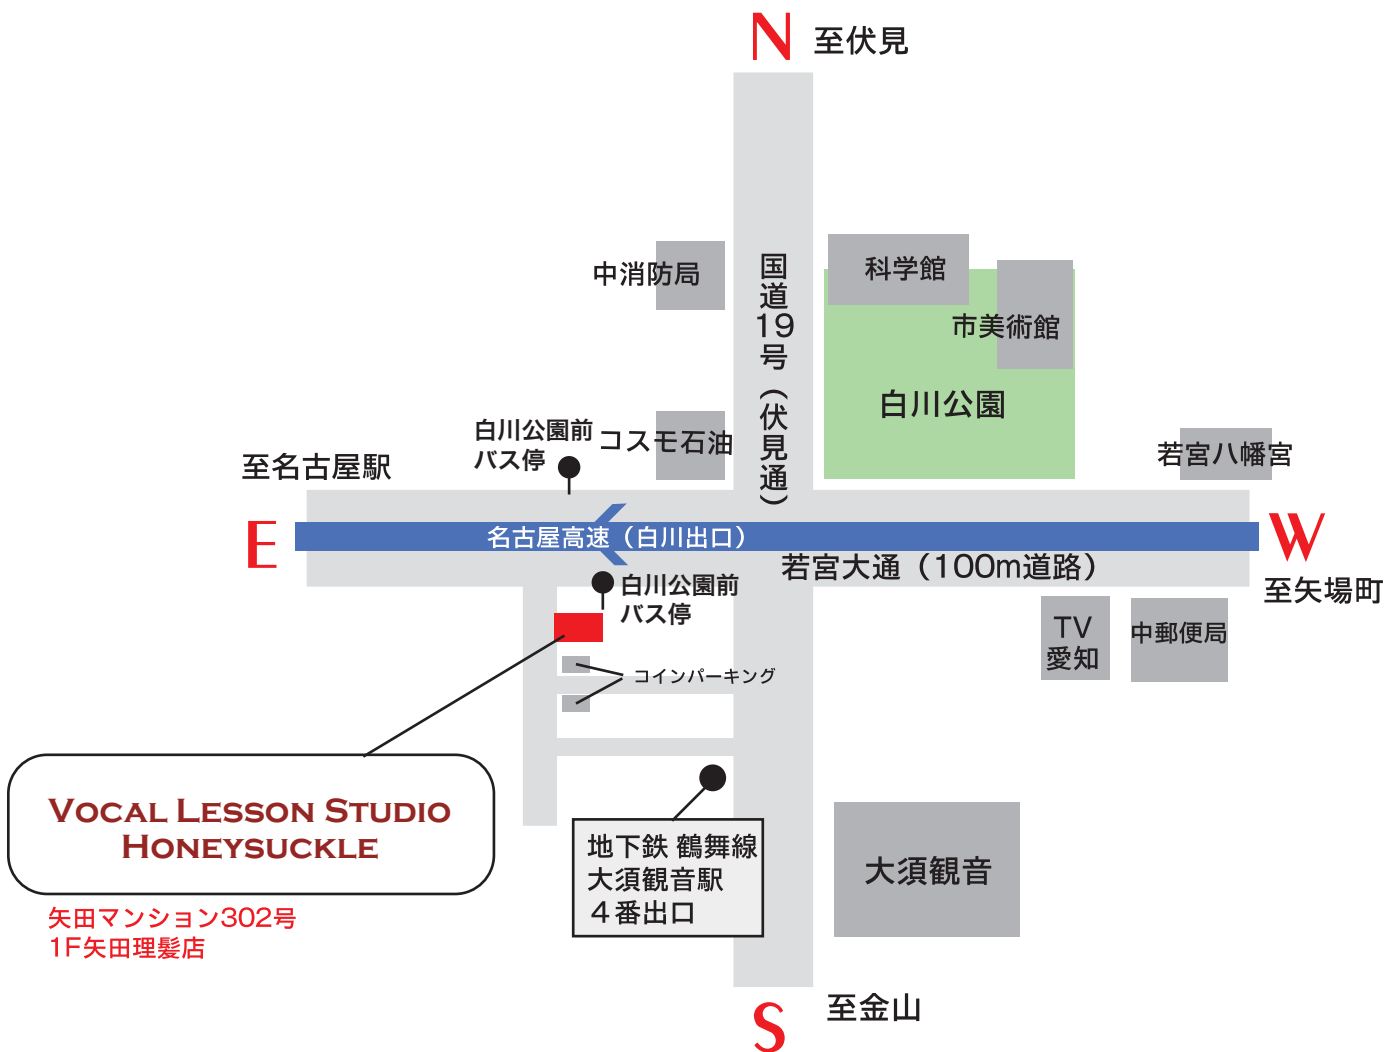 N
至伏見
中消防局
国道19号（伏見通）
科学館
市美術館
白川公園
白川公園前
バス停
コスモ石油
若宮八幡宮
至名古屋駅
E
名古屋高速（白川出口）
W
若宮大通（100m道路）
至矢場町
白川公園前
バス停
TV
愛知
中郵便局
コインパーキング
VOCAL LESSON STUDIO
HONEYSUCKLE
矢田マンション302号
1F矢田理髪店
地下鉄 鶴舞線
大須観音駅
４番出口
大須観音
S
至金山